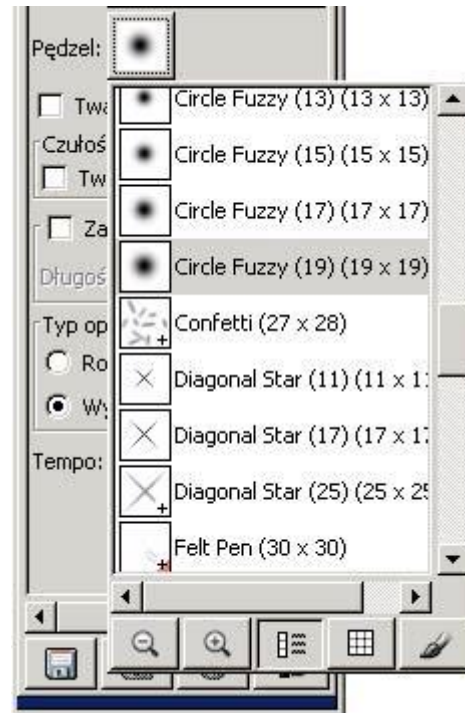 Pędzel:
Circle Fuzzy (13) (13 x 13)
Circle Fuzzy (15) (15 x 15)
Circle Fuzzy (17) (17 x 17)
Circle Fuzzy (19) (19 x 19)
Confetti (27 x 28)
Diagonal Star (11) (11 x 1
Diagonal Star (17) (17 x 1
Diagonal Star (25) (25 x 2
Felt Pen (30 x 30)
Typ op
Tempo: